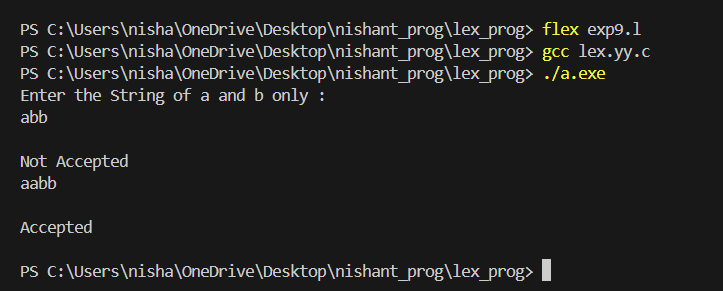 PS C:\Users\nisha\OneDrive\Desktop\nishant_prog\lex_prog> flex exp9.l
PS C:\Users\nisha\OneDrive\Desktop\nishant_prog\lex_prog> gcc lex.yy.c
PS C:\Users\nisha\OneDrive\Desktop\nishant_prog\lex_prog> ./a.exe
Enter the String of a and b only :
abb
Not Accepted
aabb
Accepted
PS C:\Users\nisha\OneDrive\Desktop\nishant_prog\lex_prog>